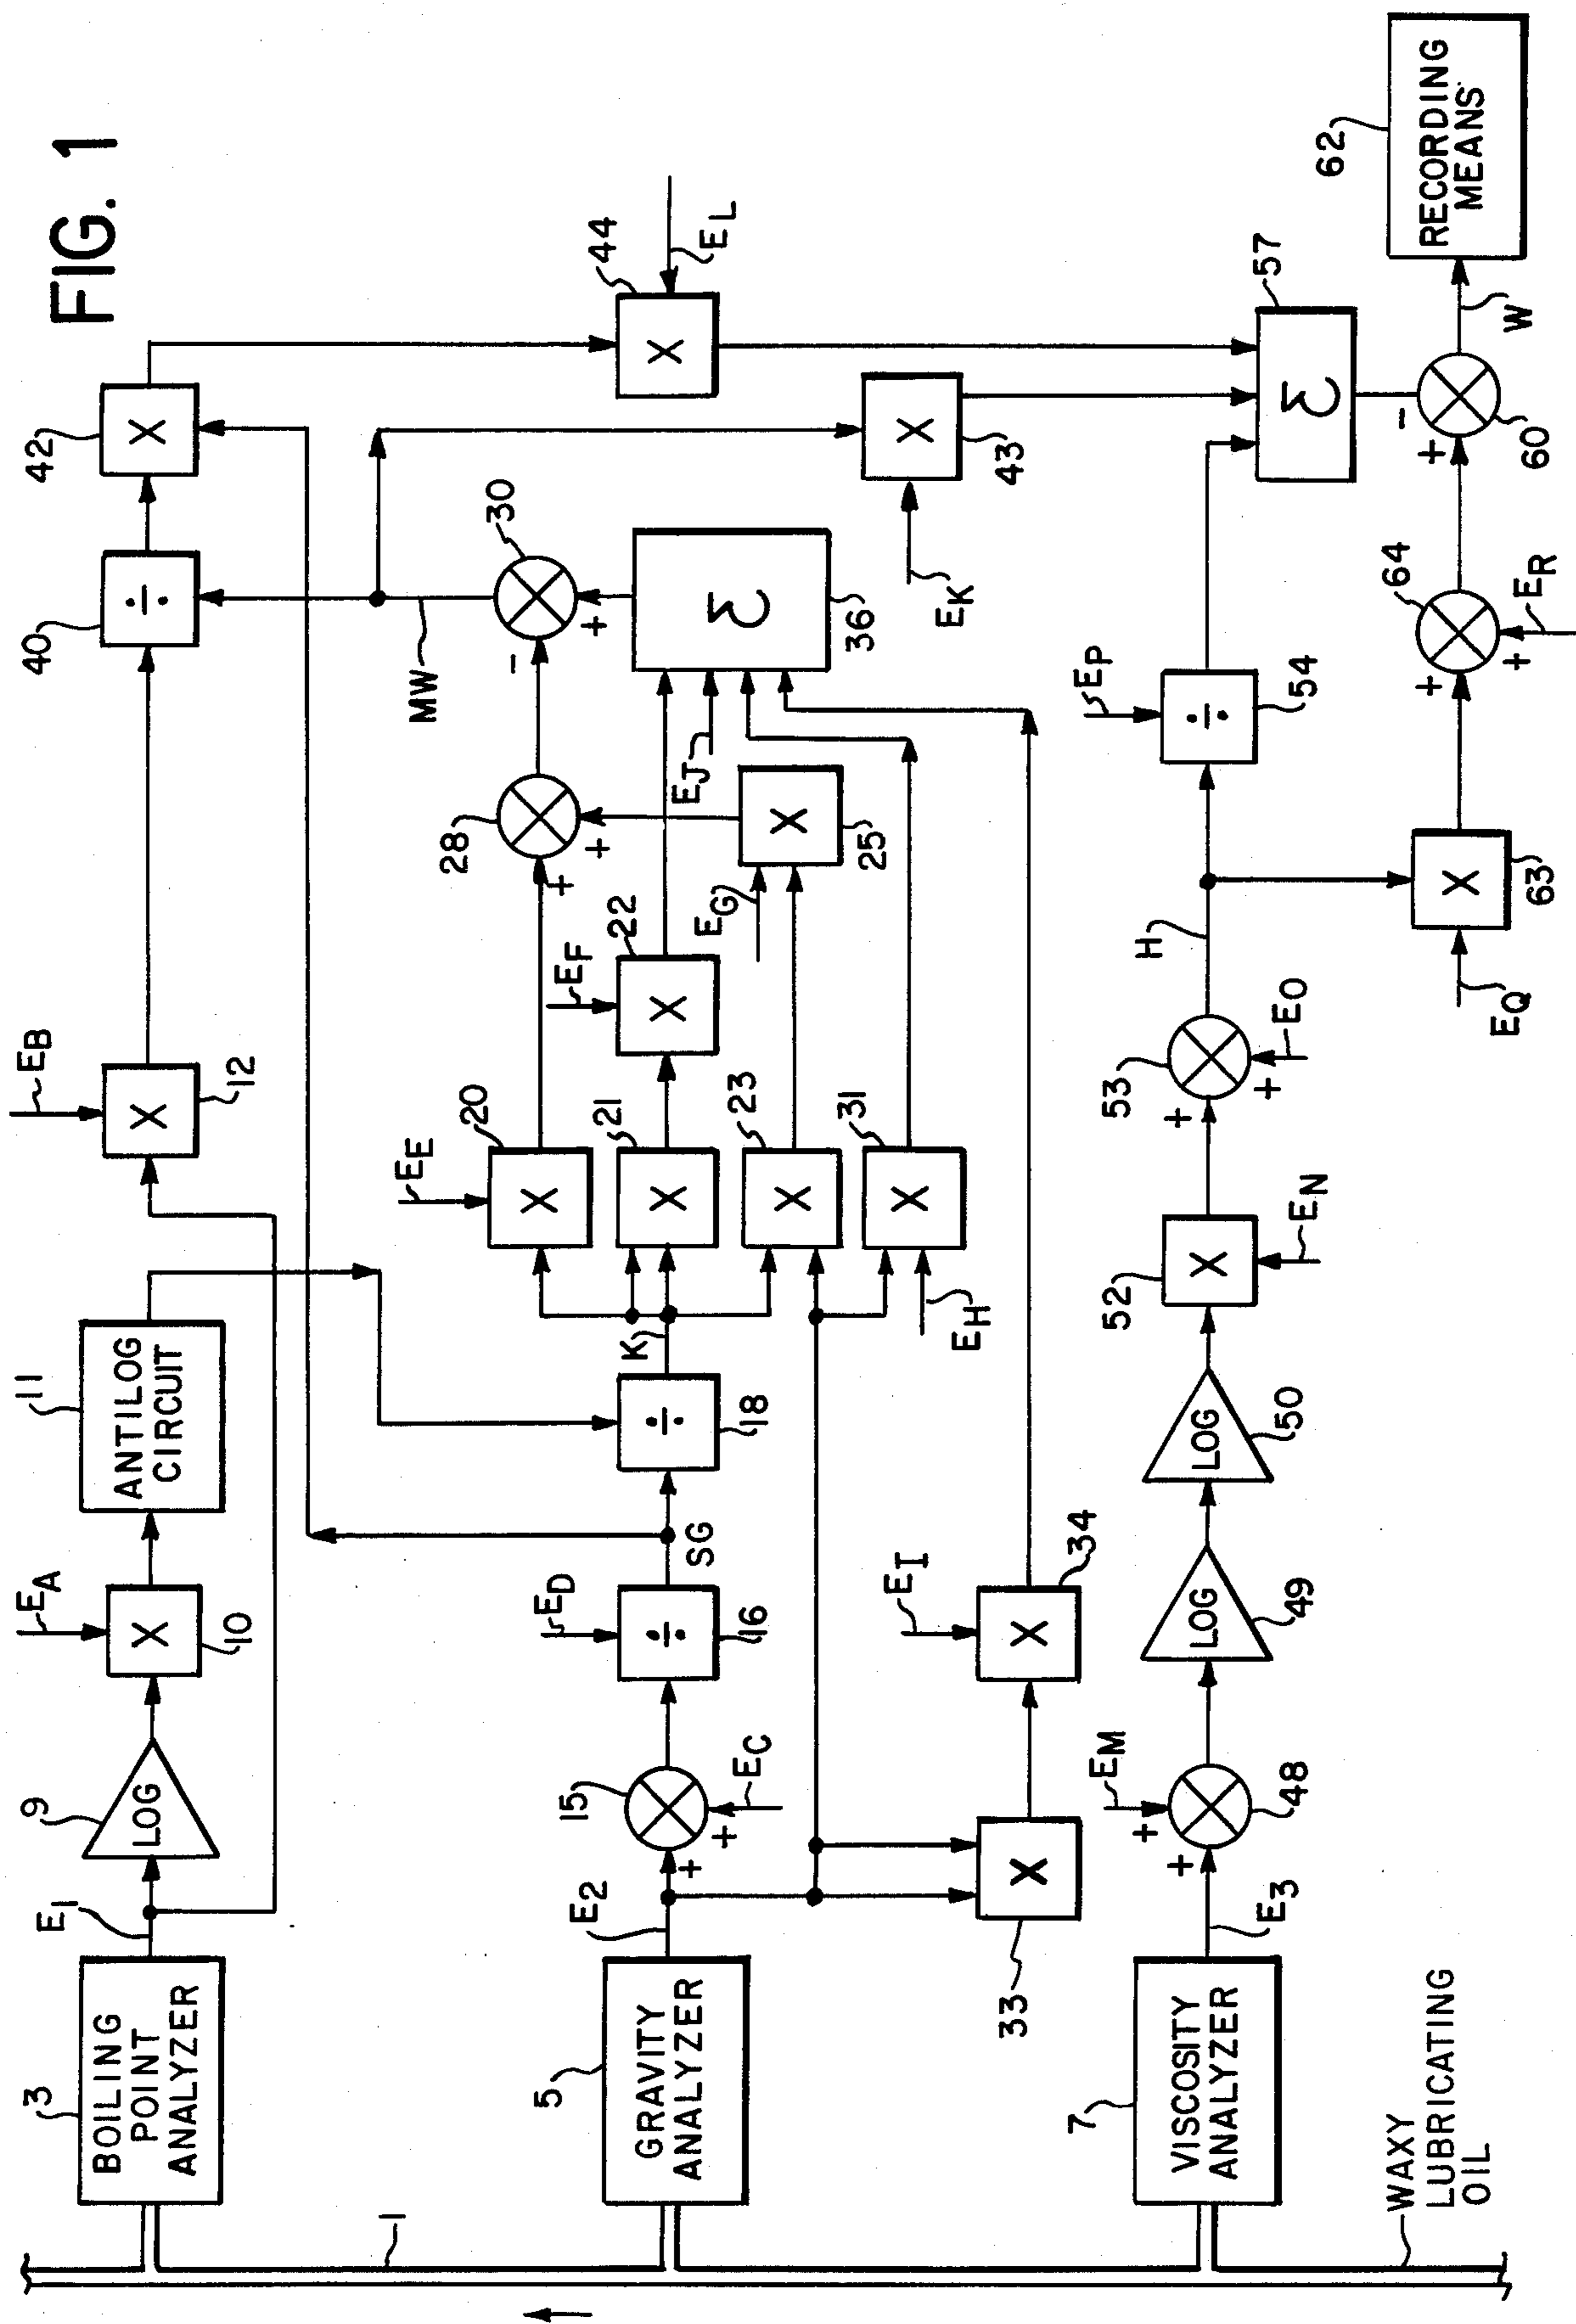 FIG. 1
3
BOILING
POINT
ANALYZER
E1
9
LOG
EA
X
10
11
ANTILOG
CIRCUIT
EB
X
12
40
÷
42
X
44
X
EL
5
GRAVITY
ANALYZER
E2
+
15
+
EC
ED
÷
16
SG
÷
18
K
EE
20
X
21
X
23
X
31
X
EH
EF
22
X
EG
X
25
28
+
+
EJ
MW
-
30
+
Σ
36
EK
X
43
33
X
EI
X
34
7
VISCOSITY
ANALYZER
E3
+
EM
+
48
LOG
49
LOG
50
52
X
EN
53
+
+
EO
H
EP
÷
54
57
Σ
EQ
X
63
64
+
+
ER
+
-
60
W
62
RECORDING
MEANS
1
WAXY
LUBRICATING
OIL